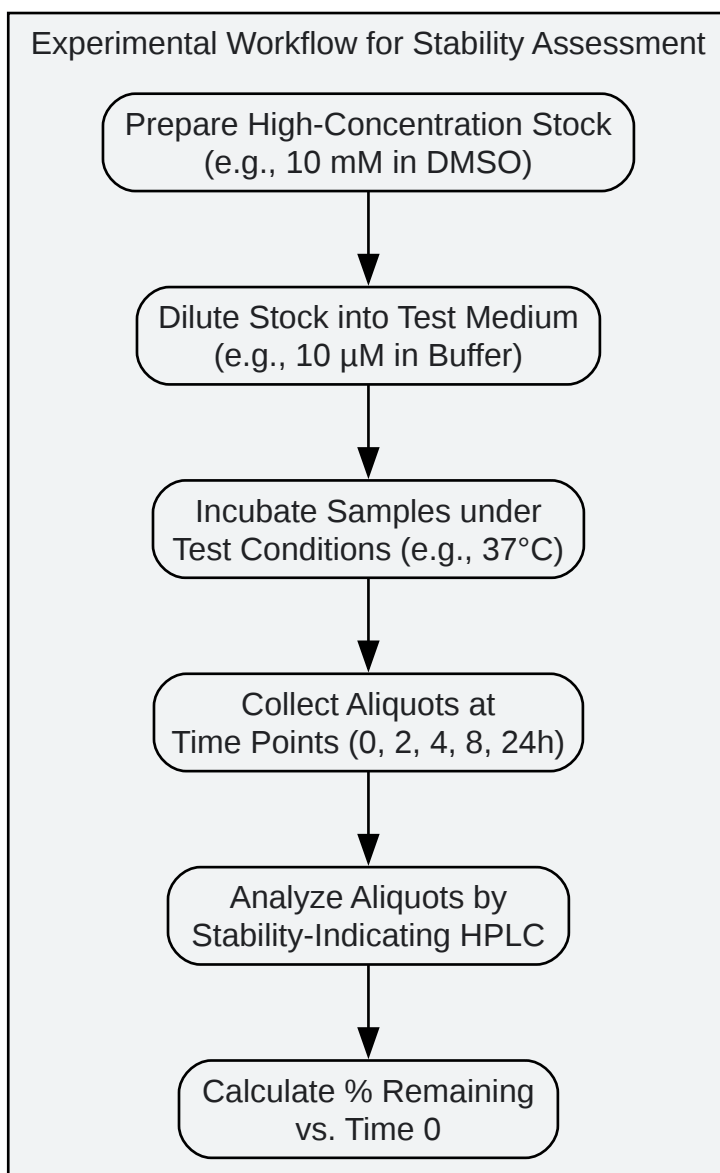 Experimental Workflow for Stability Assessment
Prepare High-Concentration Stock
(e.g., 10 mM in DMSO)
Dilute Stock into Test Medium
(e.g., 10 µM in Buffer)
Incubate Samples under
Test Conditions (e.g., 37°C)
Collect Aliquots at
Time Points (0, 2, 4, 8, 24h)
Analyze Aliquots by
Stability-Indicating HPLC
Calculate % Remaining
vs. Time 0